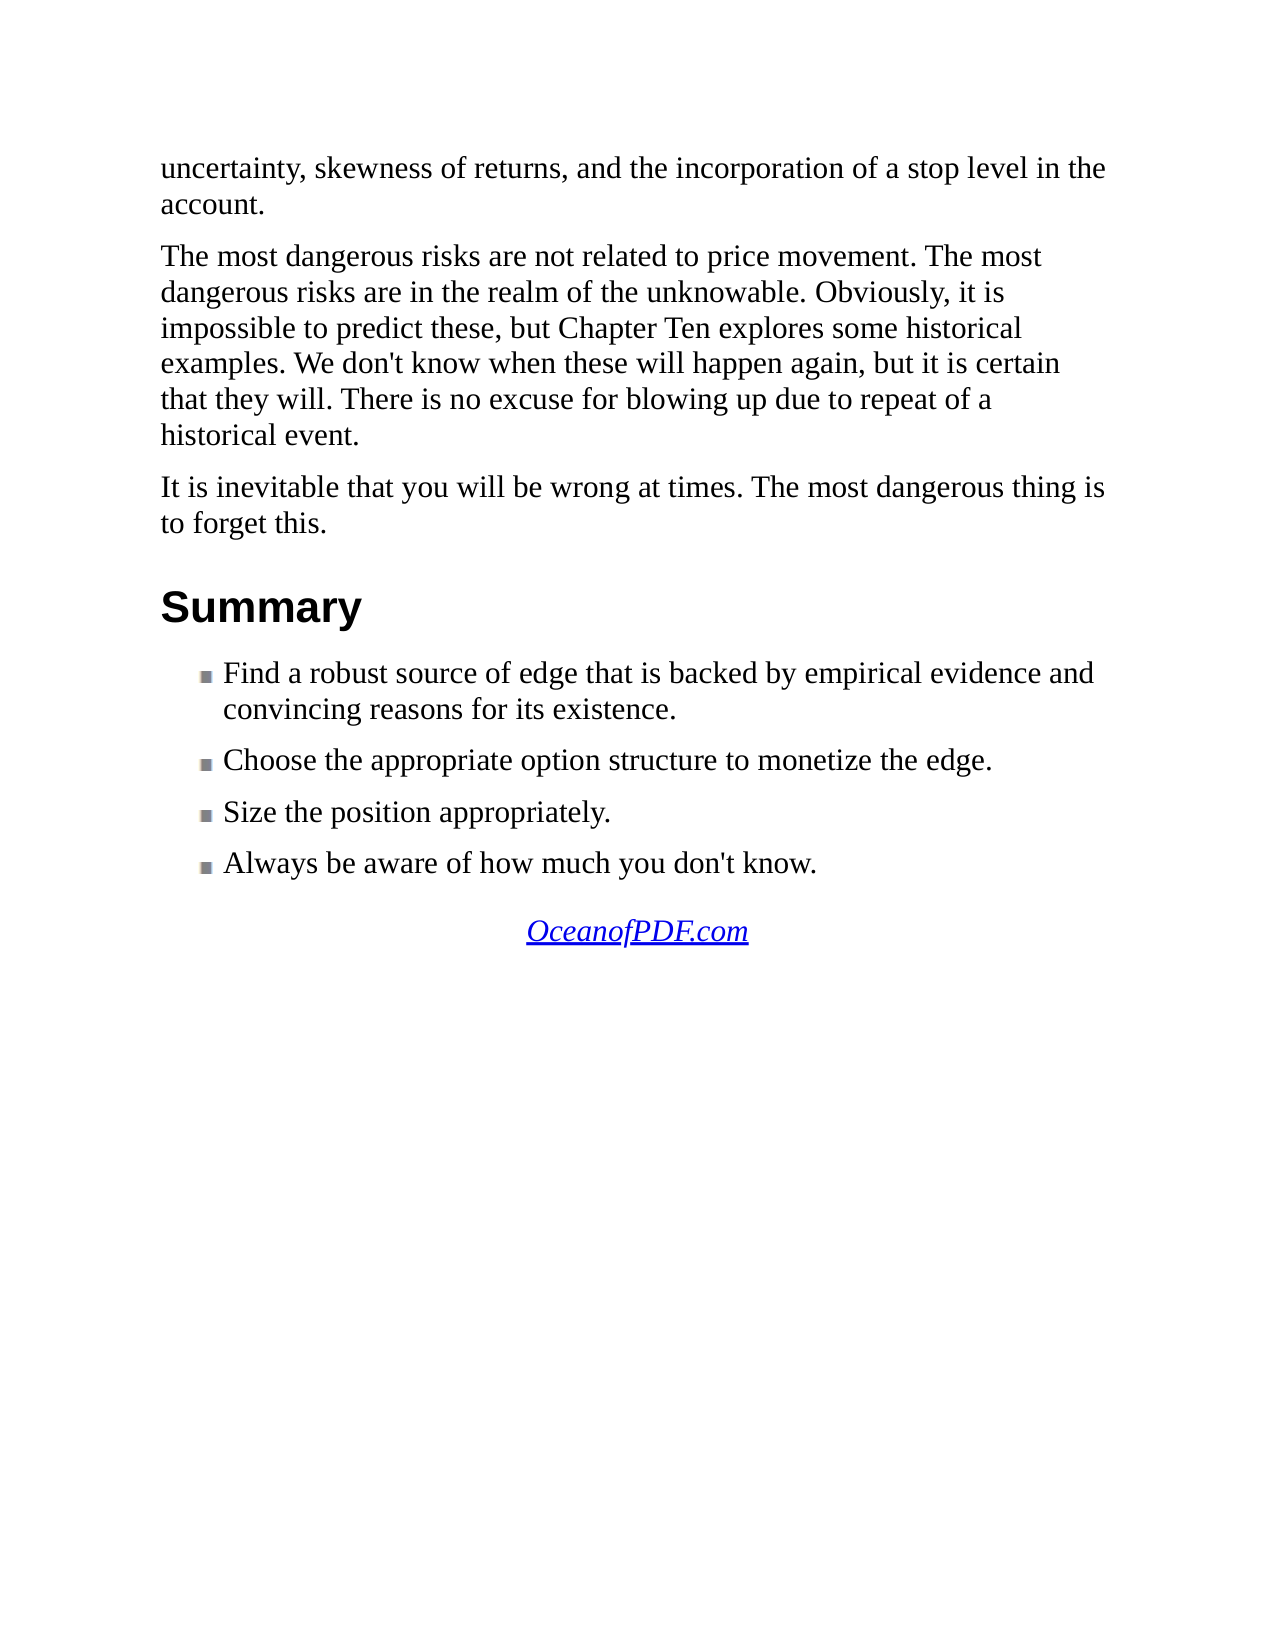 uncertainty, skewness of returns, and the incorporation of a stop level in the
account.
The most dangerous risks are not related to price movement. The most
dangerous risks are in the realm of the unknowable. Obviously, it is
impossible to predict these, but Chapter Ten explores some historical
examples. We don't know when these will happen again, but it is certain
that they will. There is no excuse for blowing up due to repeat of a
historical event.
It is inevitable that you will be wrong at times. The most dangerous thing is
to forget this.
Summary
Find a robust source of edge that is backed by empirical evidence and
convincing reasons for its existence.
Choose the appropriate option structure to monetize the edge.
Size the position appropriately.
Always be aware of how much you don't know.
OceanofPDF.com